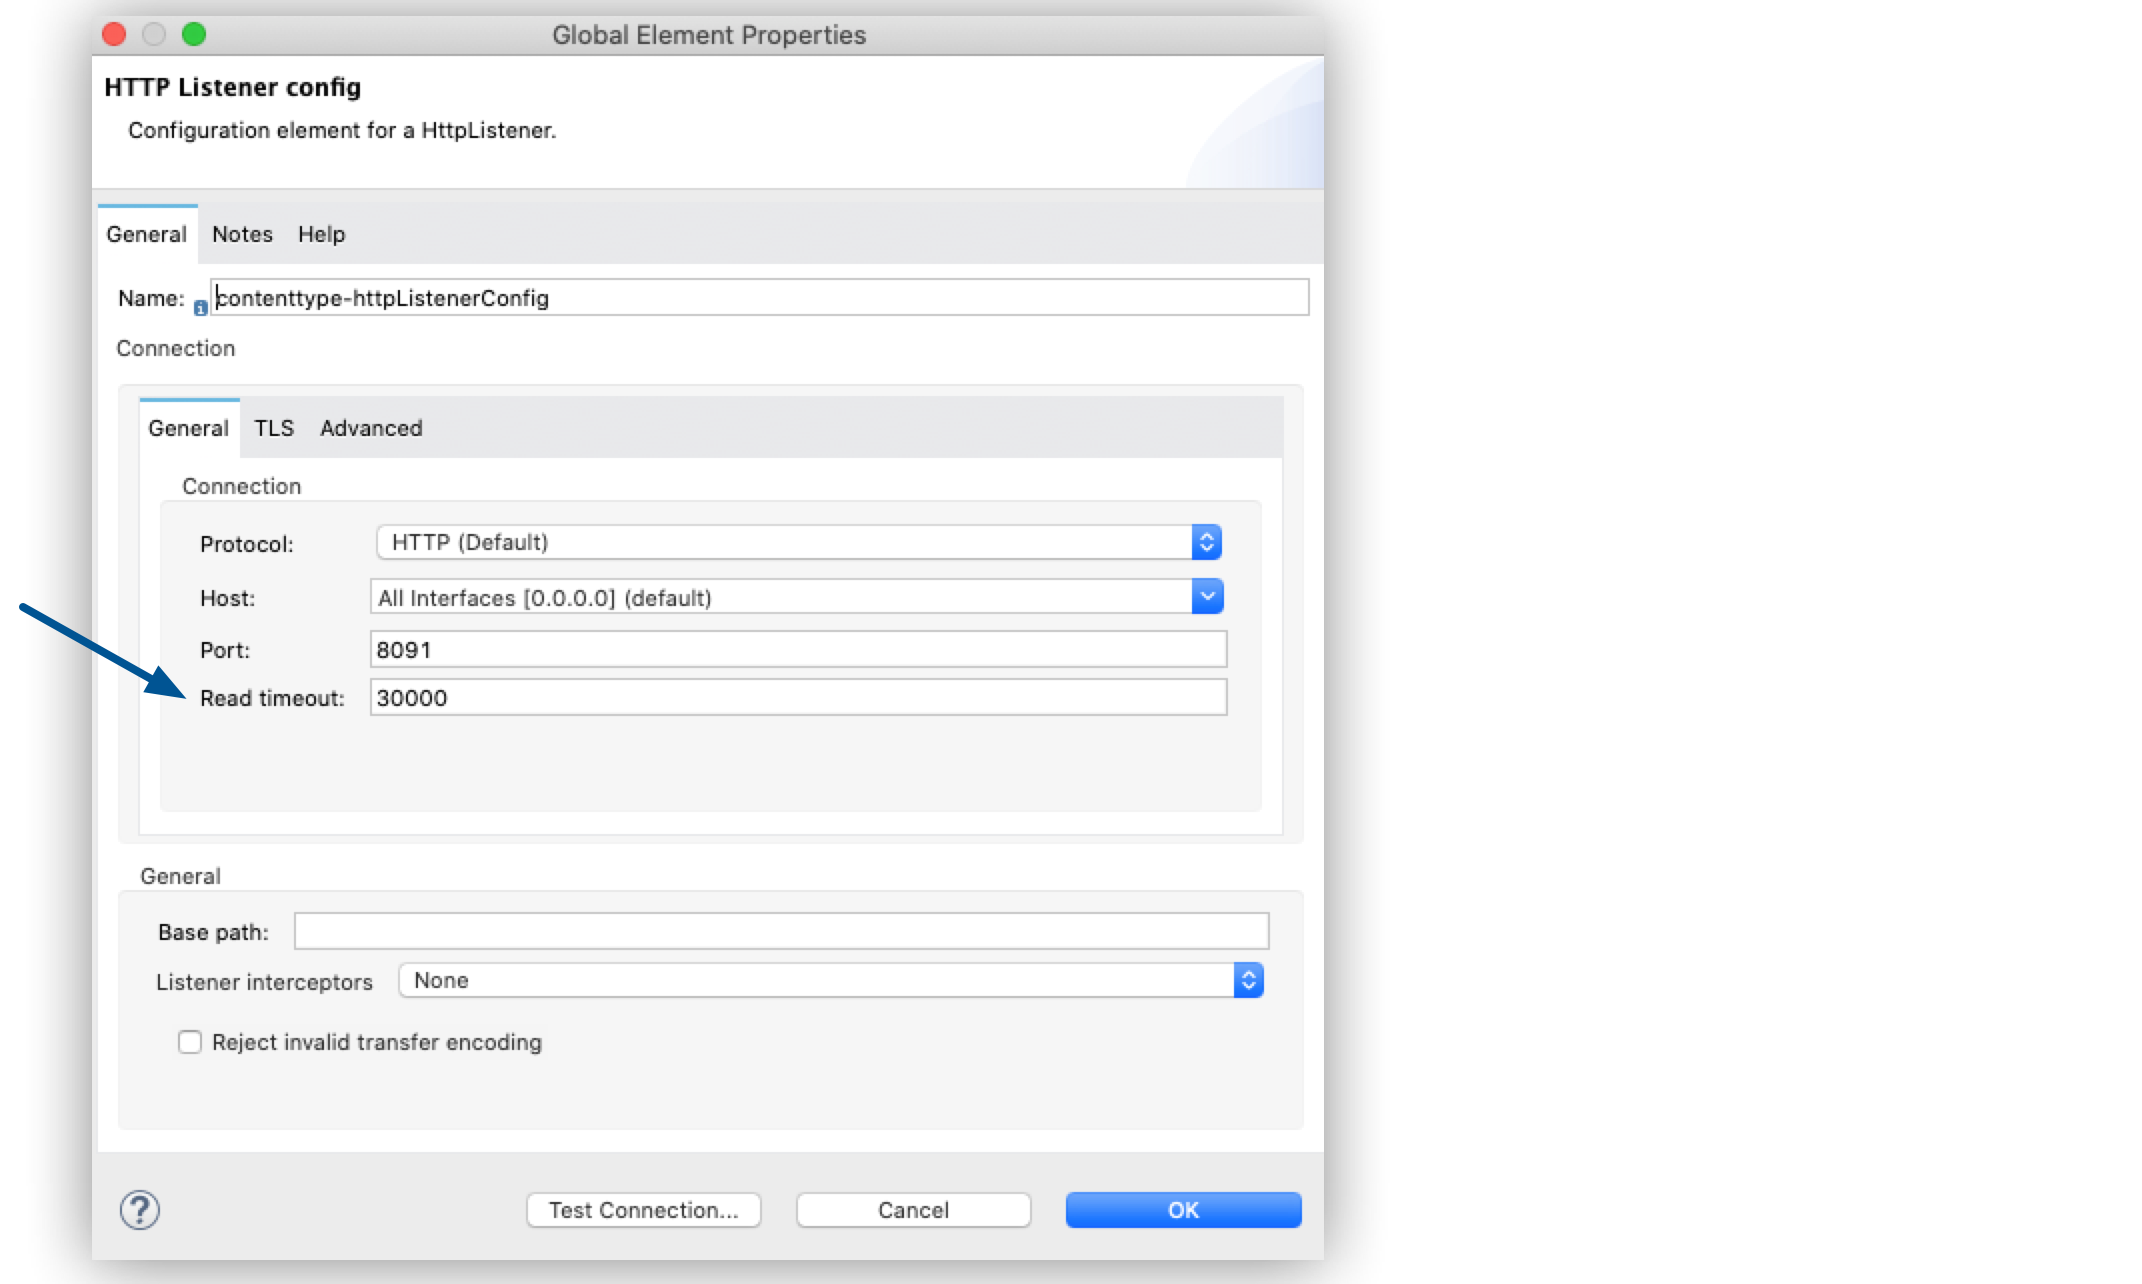 Global Element Properties
HTTP Listener config
Configuration element for a HttpListener.
General Notes Help
Name: contenttype-httpListenerConfig
Connection
General TLS Advanced
Connection
Protocol: HTTP (Default)
Host: All Interfaces [0.0.0.0] (default)
Port: 8091
Read timeout: 30000
General
Base path:
Listener interceptors None
Reject invalid transfer encoding
? Test Connection... Cancel OK